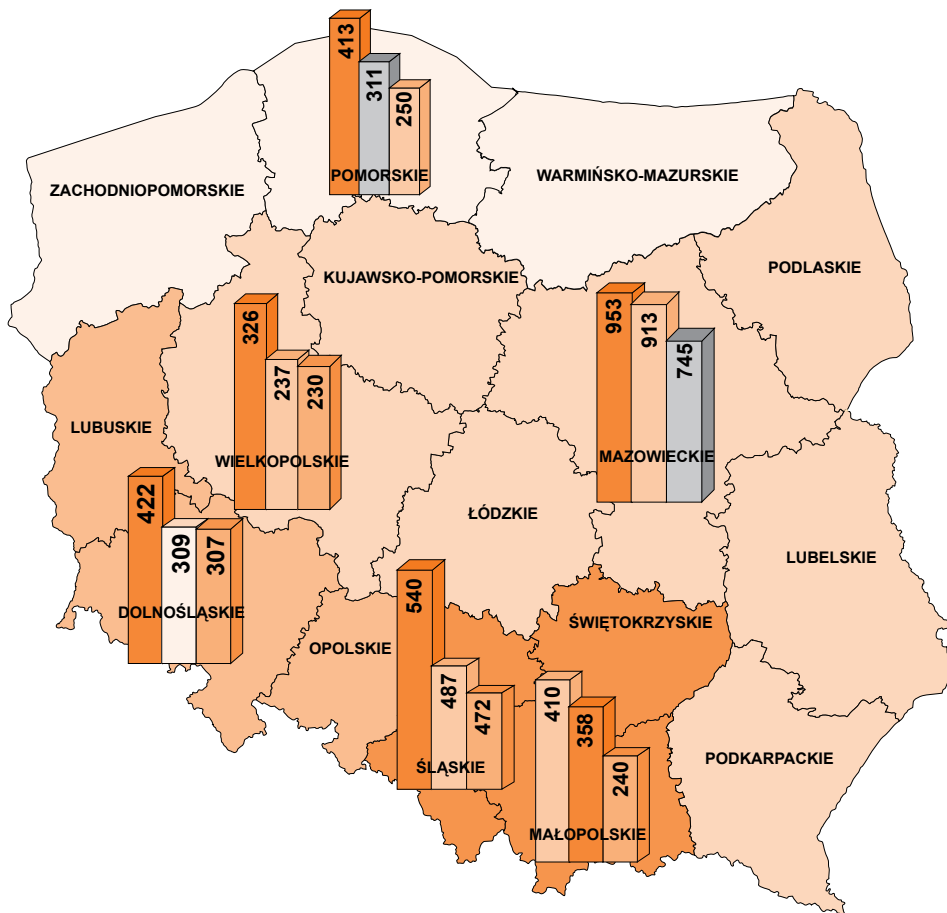 413
311
250
POMORSKIE
ZACHODNIOPOMORSKIE
WARMIŃSKO-MAZURSKIE
KUJAWSKO-POMORSKIE
PODLASKIE
326
237
230
WIELKOPOLSKIE
953
913
745
MAZOWIECKIE
LUBUSKIE
422
309
307
DOLNOŚLĄSKIE
ŁÓDZKIE
LUBELSKIE
OPOLSKIE
540
487
472
ŚLĄSKIE
ŚWIĘTOKRZYSKIE
410
358
240
MAŁOPOLSKIE
PODKARPACKIE